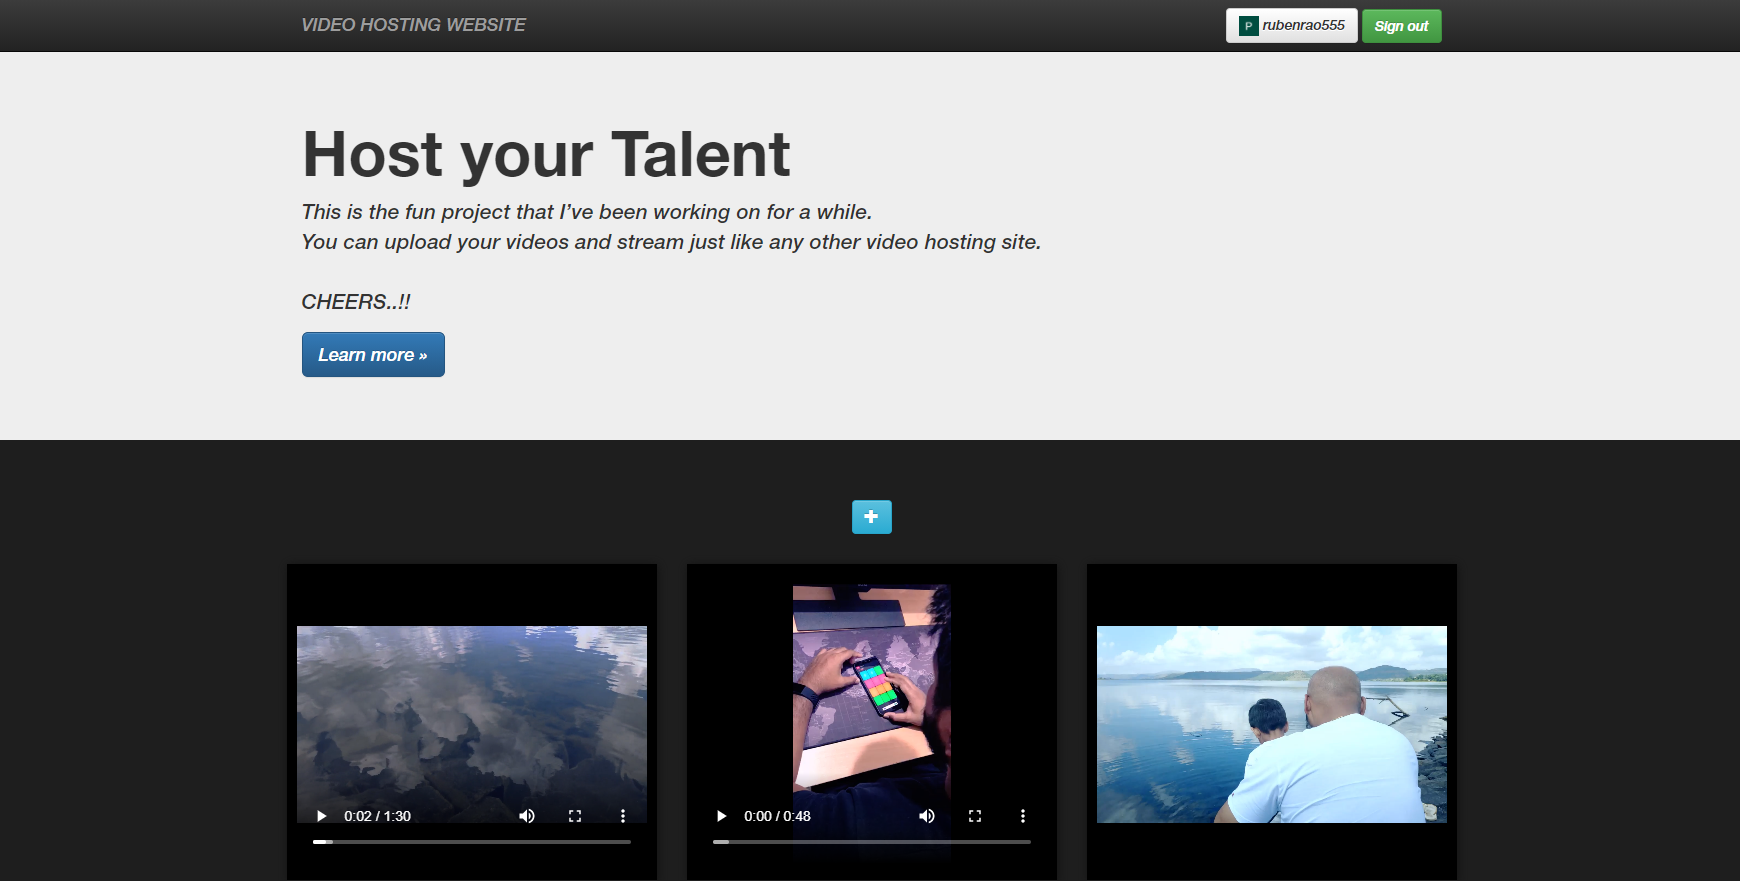 VIDEO HOSTING WEBSITE
P rubenrao555
Sign out
Host your Talent
This is the fun project that I’ve been working on for a while.
You can upload your videos and stream just like any other video hosting site.
CHEERS..!!
Learn more »
0:02 / 1:30
0:00 / 0:48